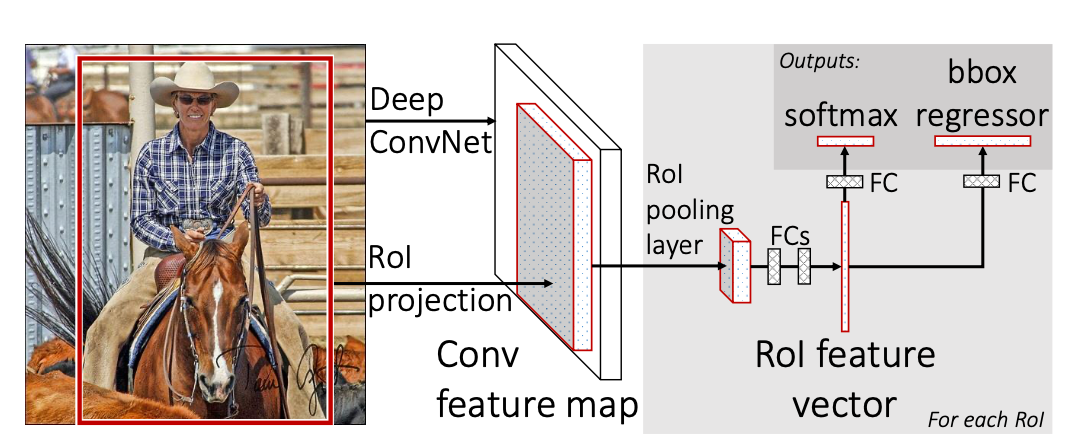 Deep
ConvNet
RoI
projection
Conv
feature map
RoI
pooling
layer
FCs
Outputs:
softmax
bbox
regressor
FC
FC
RoI feature
vector
For each RoI